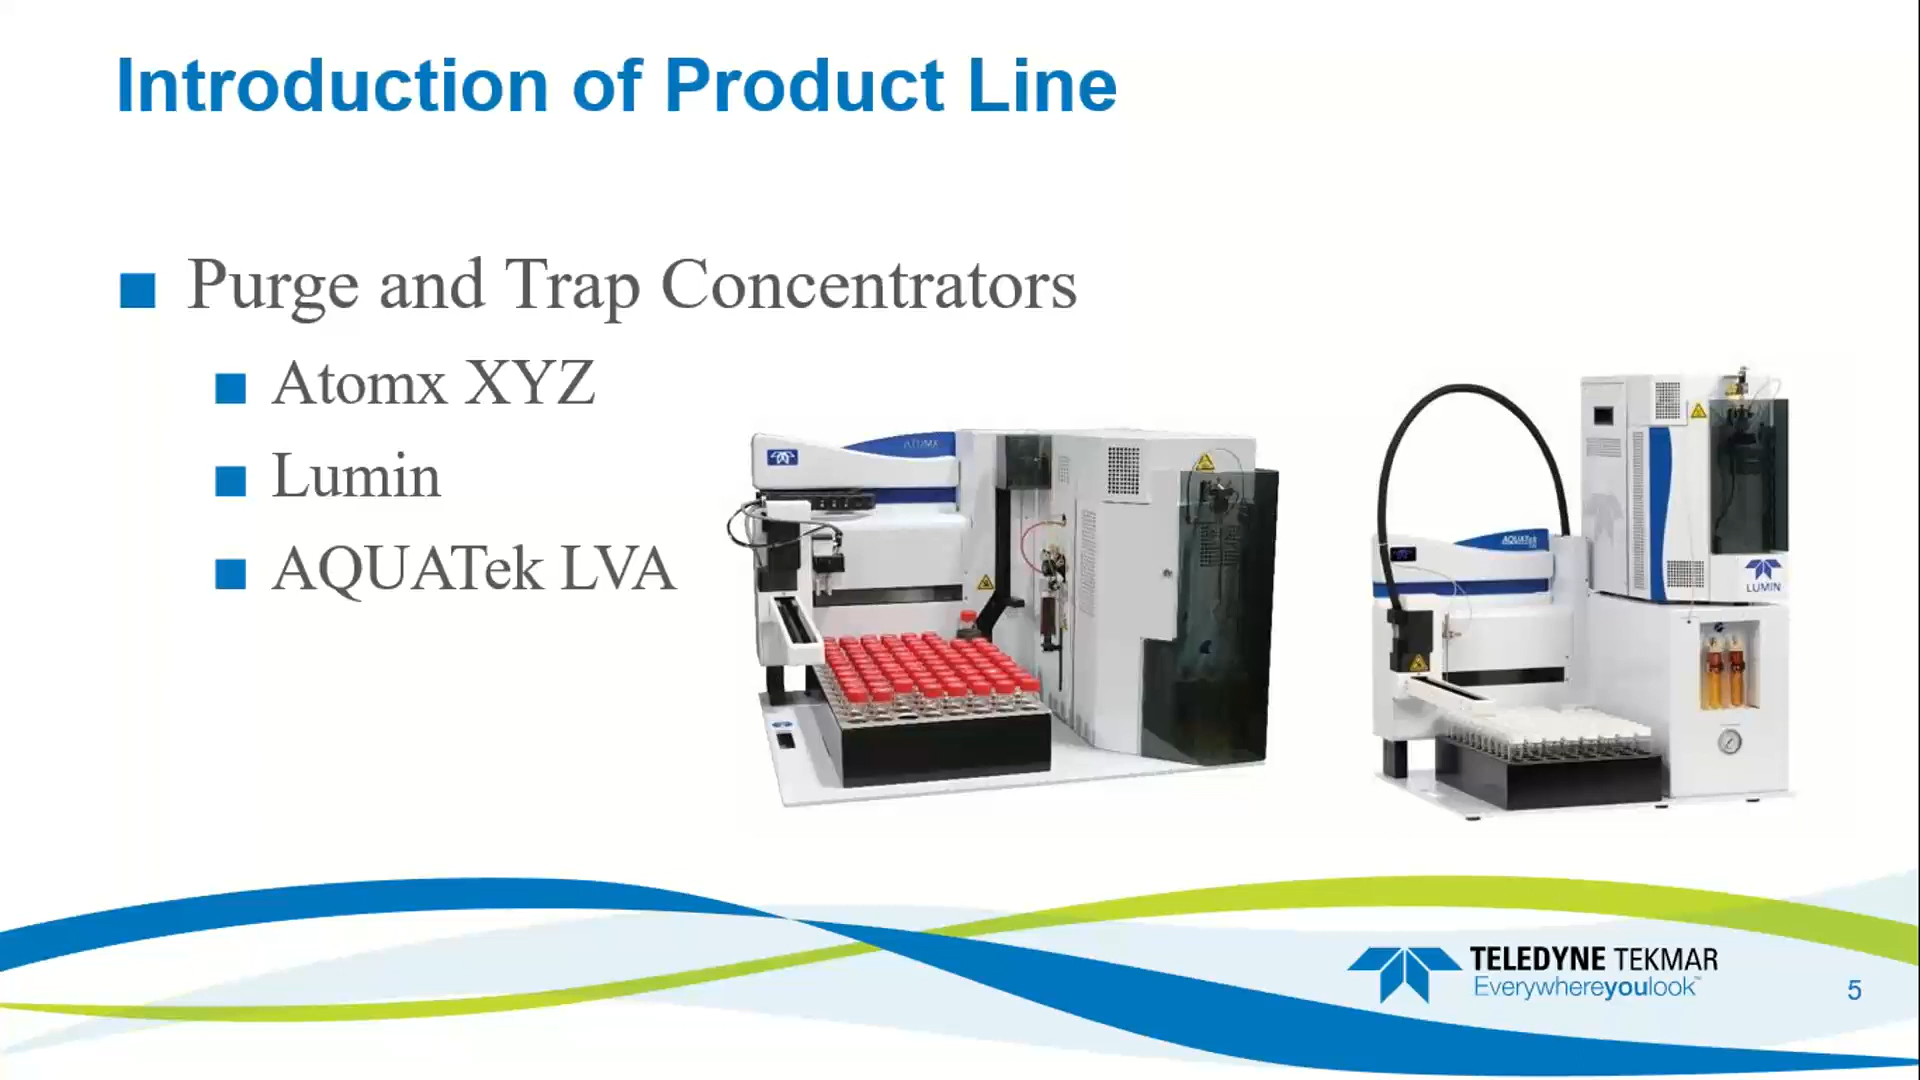 Introduction of Product Line
Purge and Trap Concentrators
Atomx XYZ
Lumin
AQUATek LVA
ATOMX
AQUATek
LUMIN
TELEDYNE TEKMAR
Everywhereyoulook™
5